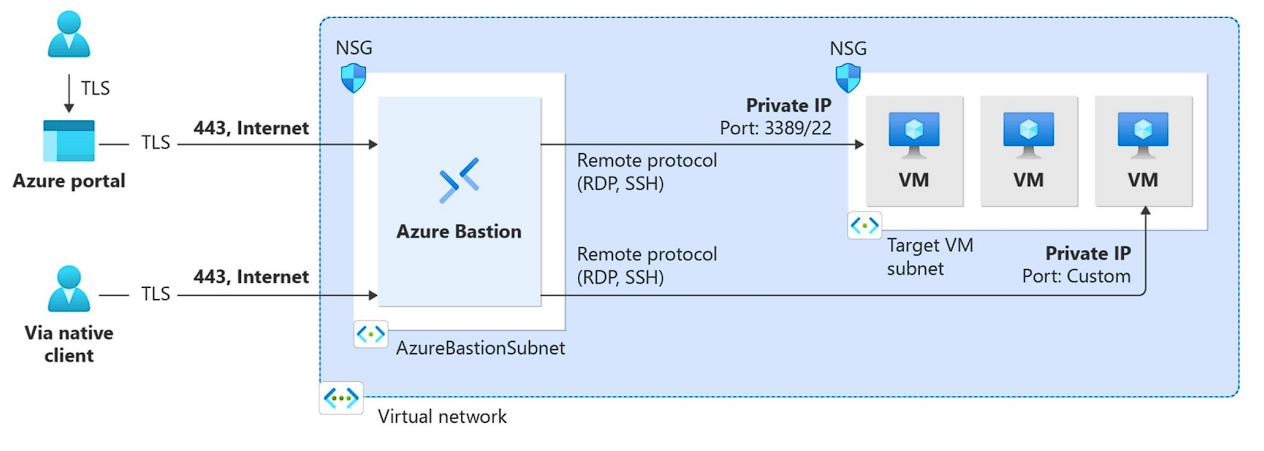 TLS
Azure portal
TLS
443, Internet
Via native
client
TLS
443, Internet
NSG
Azure Bastion
AzureBastionSubnet
Virtual network
Private IP
Port: 3389/22
Remote protocol
(RDP, SSH)
Remote protocol
(RDP, SSH)
NSG
VM
VM
VM
Target VM
subnet
Private IP
Port: Custom